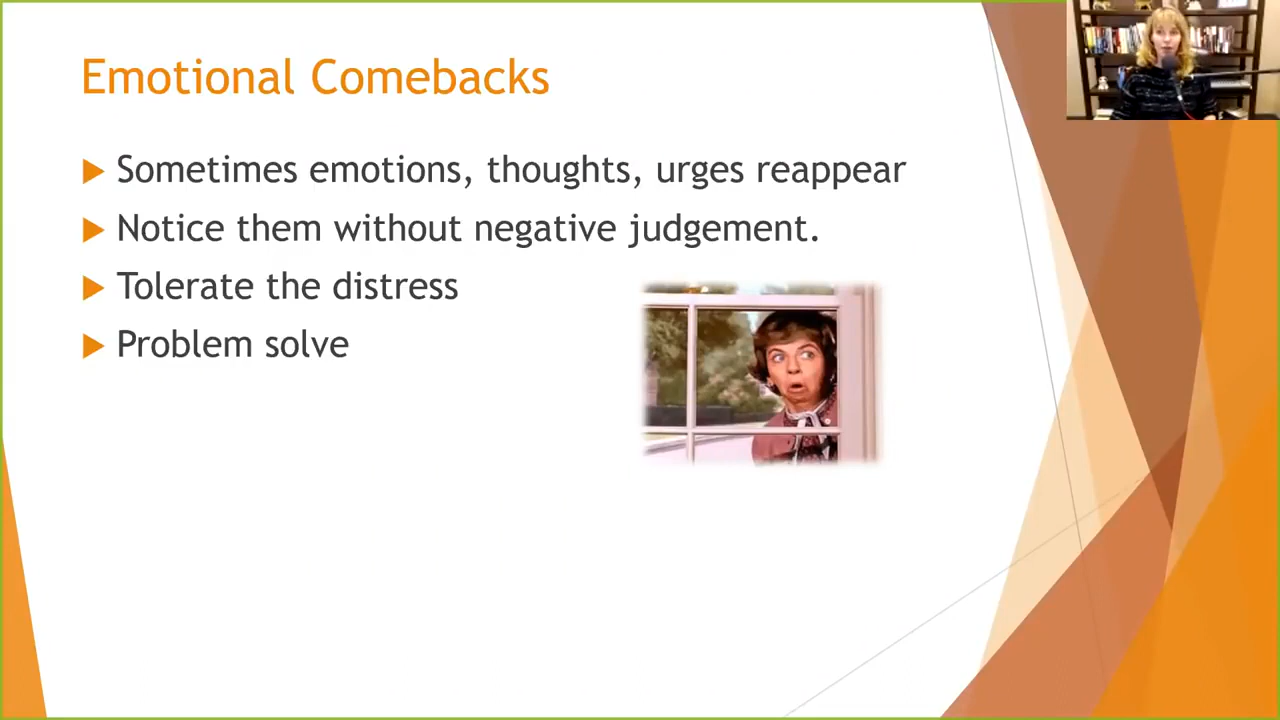 Emotional Comebacks
Sometimes emotions, thoughts, urges reappear
Notice them without negative judgement.
Tolerate the distress
Problem solve